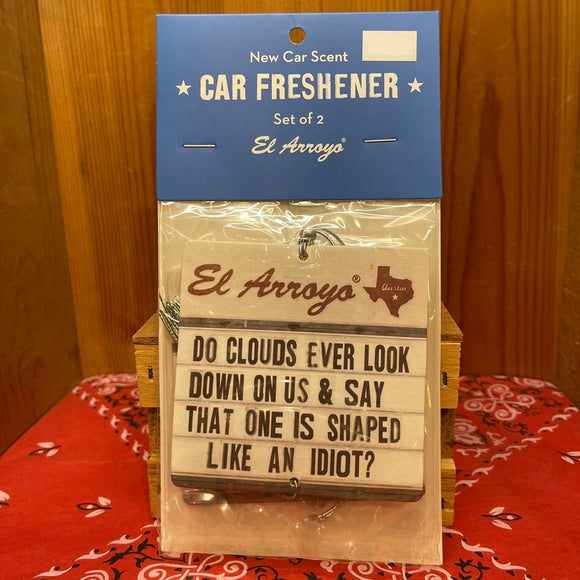 New Car Scent
★ CAR FRESHENER ★
Set of 2
El Arroyo®
El Arroyo®
Austin
DO CLOUDS EVER LOOK
DOWN ON US & SAY
THAT ONE IS SHAPED
LIKE AN IDIOT?